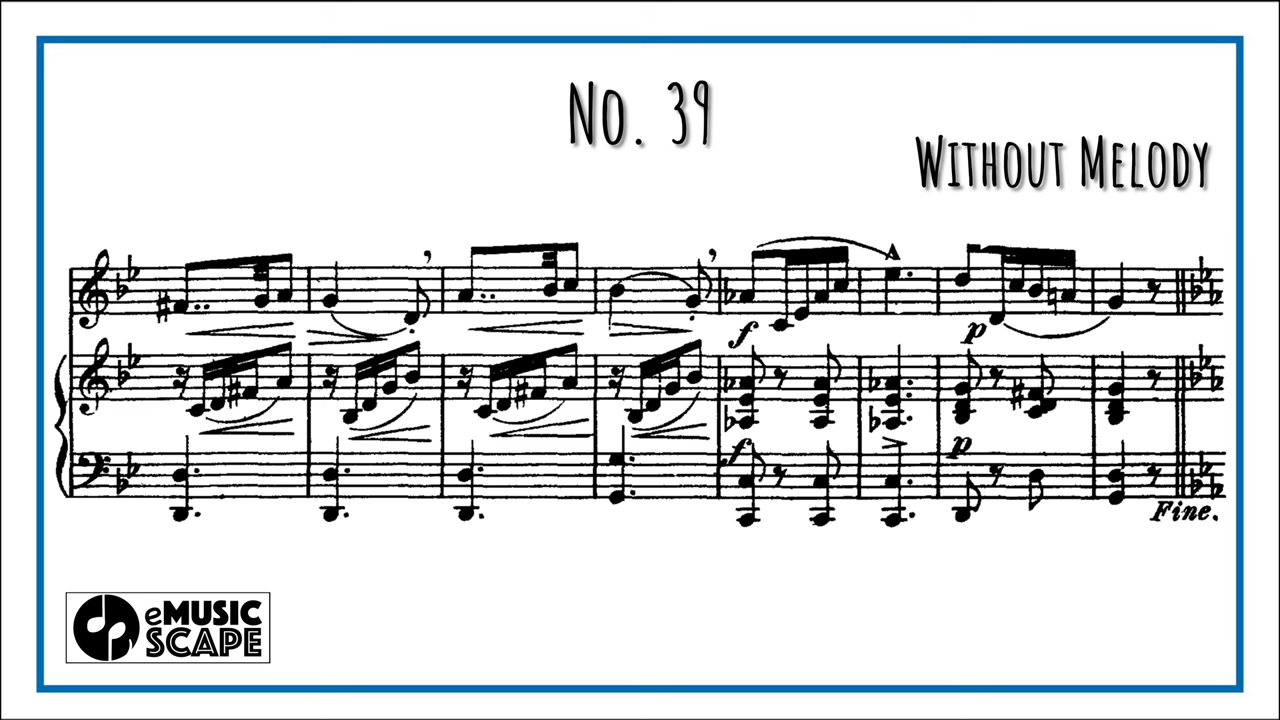 No. 39
WITHOUT MELODY
f
p
f
p
Fine.
eMUSIC
SCAPE